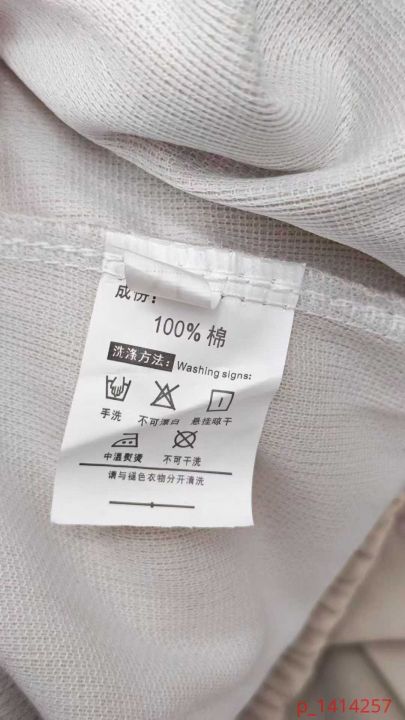 成份：
100% 棉
洗涤方法： Washing signs:
手洗 不可漂白 悬挂晾干
中温熨烫 不可干洗
请与褪色衣物分开清洗
p_1414257